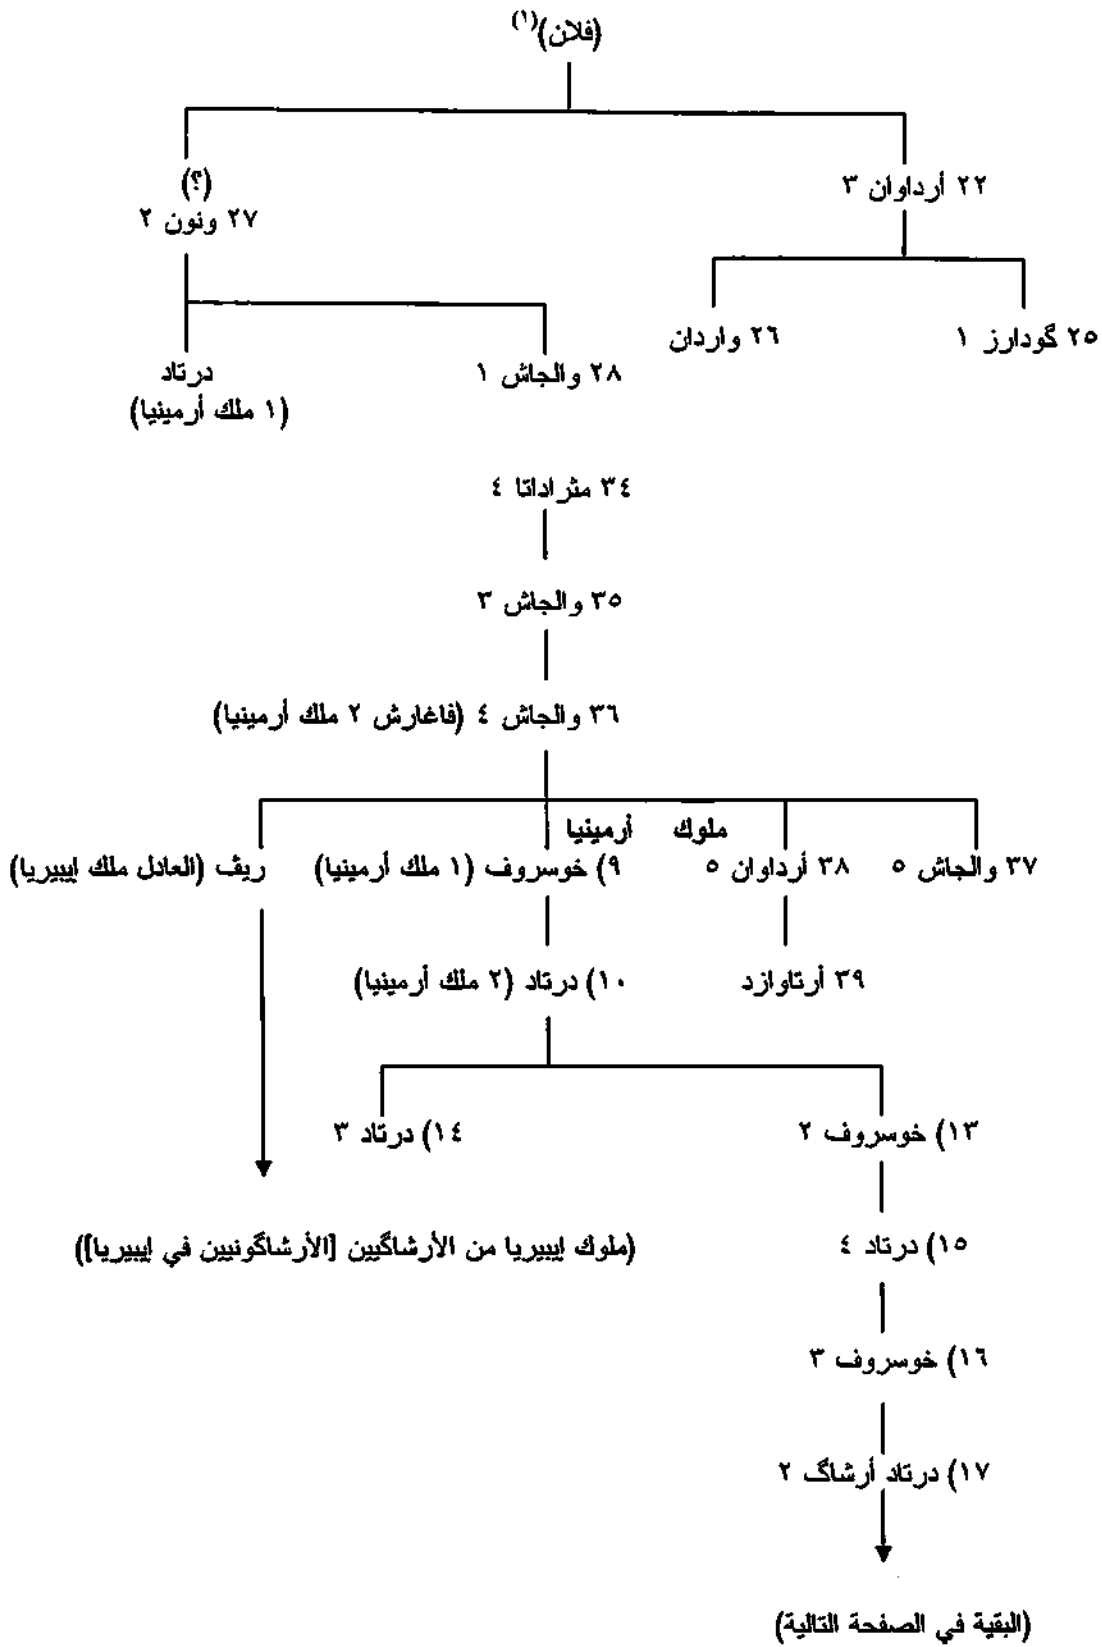 (فلان)(١)
٢٢ أرداوان ٣
(؟)
٢٧ ونون ٢
٢٥ گودارز ١
٢٦ واردان
٢٨ والجاش ١
درتاد
(١ ملك أرمينيا)
٣٤ مثراداتا ٤
٣٥ والجاش ٣
٣٦ والجاش ٤ (فاغارش ٢ ملك أرمينيا)
ملوك أرمينيا
٣٧ والجاش ٥
٣٨ أرداوان ٥
٩) خوسروف (١ ملك أرمينيا)
ريف (العادل ملك إيبيريا)
٣٩ أرتاوازد
١٠) درتاد (٢ ملك أرمينيا)
١٣) خوسروف ٢
١٤) درتاد ٣
١٥) درتاد ٤
(ملوك إيبيريا من الأرشاگيين [الأرشاگونيين في إيبيريا])
١٦) خوسروف ٣
١٧) درتاد أرشاگ ٢
(البقية في الصفحة التالية)